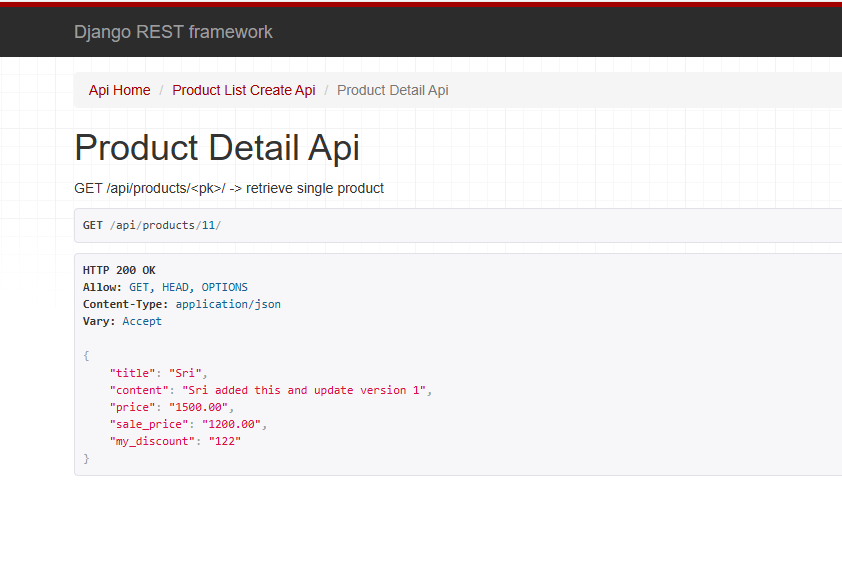 Django REST framework
Api Home / Product List Create Api / Product Detail Api
Product Detail Api
GET /api/products/<pk>/ -> retrieve single product
GET /api/products/11/
HTTP 200 OK
Allow: GET, HEAD, OPTIONS
Content-Type: application/json
Vary: Accept
{
    "title": "Sri",
    "content": "Sri added this and update version 1",
    "price": "1500.00",
    "sale_price": "1200.00",
    "my_discount": "122"
}